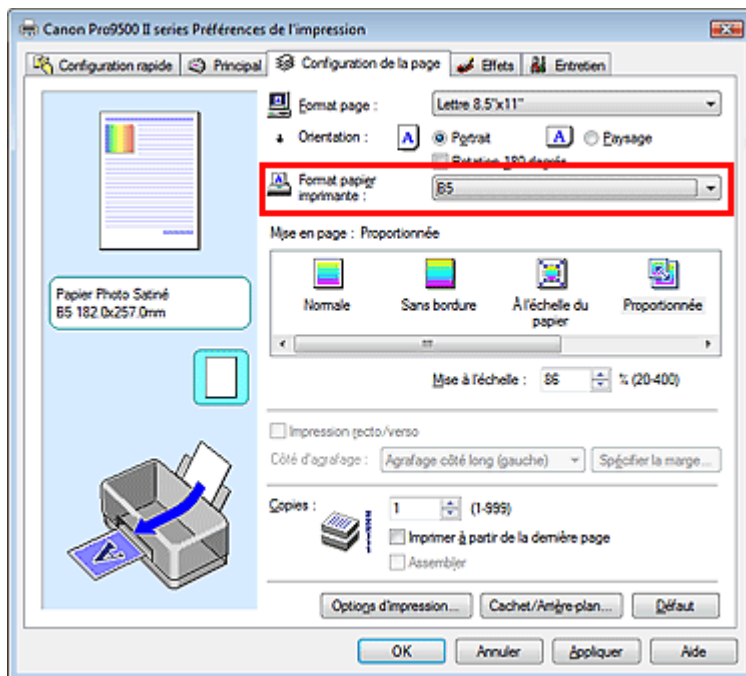 Canon Pro9500 II series Préférences de l'impression
Configuration rapide Principal Configuration de la page Effets Entretien
Format page : Lettre 8.5"x11"
Orientation : A Portrait A Paysage
Rotation 180 degrés
Format papier imprimante : B5
Mise en page : Proportionnée
Normale Sans bordure À l'échelle du papier Proportionnée
Papier Photo Satiné
B5 182.0x257.0mm
Mise à l'échelle : 86 % (20-400)
Impression recto/verso
Côté d'agrafage : Agrafage côté long (gauche) Spécifier la marge...
Copies : 1 (1-999)
Imprimer à partir de la dernière page
Assembler
Options d'impression... Cachet/Arrière-plan... Défaut
OK Annuler Appliquer Aide